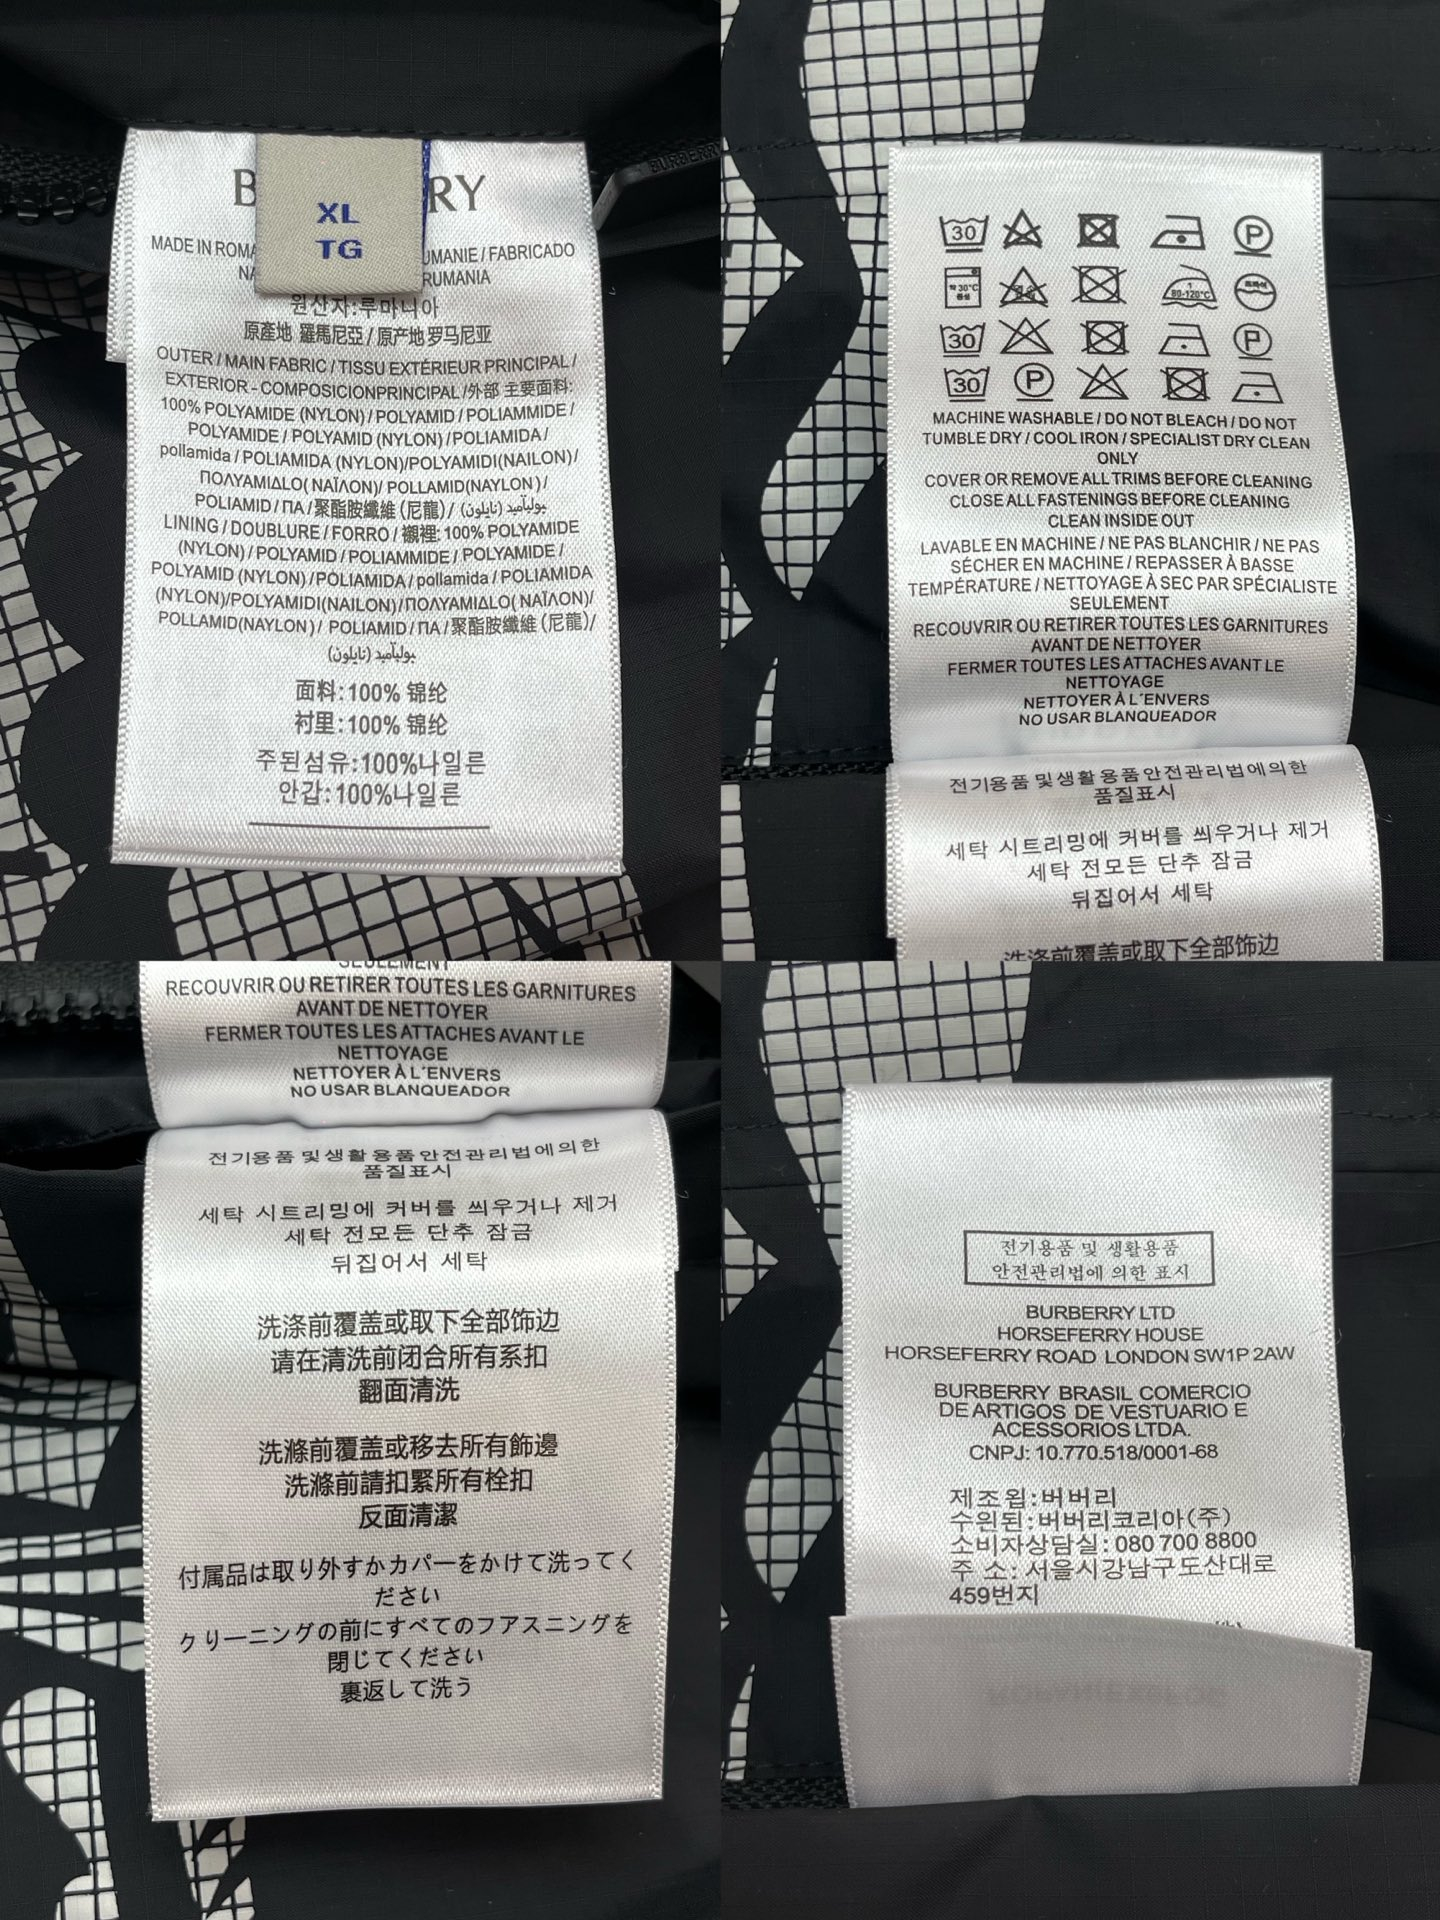 XL
TG
BURBERRY
MADE IN ROMA UMANIE / FABRICADO
NA RUMANIA
원산자:루마니아
原產地 羅馬尼亞 / 原产地 罗马尼亚
OUTER / MAIN FABRIC / TISSU EXTÉRIEUR PRINCIPAL /
EXTERIOR - COMPOSICIONPRINCIPAL /外部 主要面料:
100% POLYAMIDE (NYLON) / POLYAMID / POLIAMMIDE /
POLYAMIDE / POLYAMID (NYLON) /POLIAMIDA /
pollamida / POLIAMIDA (NYLON)/POLYAMIDI(NAILON)/
ΠΟΛΥΑΜΙΔLO( ΝΑΪΛΟΝ)/ POLLAMID(NAYLON )/
POLIAMID / ПА / 聚酯胺纖維 (尼龍) / بوليآميد (نايلون)
LINING / DOUBLURE / FORRO / 襯裡: 100% POLYAMIDE
(NYLON) / POLYAMID / POLIAMMIDE / POLYAMIDE /
POLYAMID (NYLON) /POLIAMIDA / pollamida / POLIAMIDA
(NYLON)/POLYAMIDI(NAILON)/ΠΟΛΥΑΜΙΔLO( ΝΑΪΛΟΝ)/
POLLAMID(NAYLON ) / POLIAMID / ПА / 聚酯胺纖維 (尼龍) /
بوليآميد (نايلون)
面料: 100% 锦纶
衬里: 100% 锦纶
주된섬유:100%나일른
안갑:100%나일른
BURBERRY
30
P
약 30°C
중성
1
80-120°C
30
P
30
P
MACHINE WASHABLE / DO NOT BLEACH / DO NOT
TUMBLE DRY / COOL IRON / SPECIALIST DRY CLEAN
ONLY
COVER OR REMOVE ALL TRIMS BEFORE CLEANING
CLOSE ALL FASTENINGS BEFORE CLEANING
CLEAN INSIDE OUT
LAVABLE EN MACHINE / NE PAS BLANCHIR / NE PAS
SÉCHER EN MACHINE / REPASSER À BASSE
TEMPÉRATURE / NETTOYAGE À SEC PAR SPÉCIALISTE
SEULEMENT
RECOUVRIR OU RETIRER TOUTES LES GARNITURES
AVANT DE NETTOYER
FERMER TOUTES LES ATTACHES AVANT LE
NETTOYAGE
NETTOYER À L´ENVERS
NO USAR BLANQUEADOR
전기용품 및생활용품안전관리법에의한
품질표시
세탁 시트리밍에 커버를 씌우거나 제거
세탁 전모든 단추 잠금
뒤집어서 세탁
洗涤前覆盖或取下全部饰边
SEULEMENT
RECOUVRIR OU RETIRER TOUTES LES GARNITURES
AVANT DE NETTOYER
FERMER TOUTES LES ATTACHES AVANT LE
NETTOYAGE
NETTOYER À L´ENVERS
NO USAR BLANQUEADOR
전기용품 및생활용품안전관리법에의한
품질표시
세탁 시트리밍에 커버를 씌우거나 제거
세탁 전모든 단추 잠금
뒤집어서 세탁
洗涤前覆盖或取下全部饰边
请在清洗前闭合所有系扣
翻面清洗
洗滌前覆蓋或移去所有飾邊
洗滌前請扣緊所有栓扣
反面清潔
付属品は取り外すかカバーをかけて洗ってく
ださい
クリーニングの前にすべてのフアスニングを
閉じてください
裏返して洗う
전기용품 및 생활용품
안전관리법에 의한 표시
BURBERRY LTD
HORSEFERRY HOUSE
HORSEFERRY ROAD LONDON SW1P 2AW
BURBERRY BRASIL COMERCIO
DE ARTIGOS DE VESTUARIO E
ACESSORIOS LTDA.
CNPJ: 10.770.518/0001-68
제조윕:버버리
수윈된:버버리코리아(주)
소비자상담실: 080 700 8800
주 소: 서울시강남구도산대로
459번지